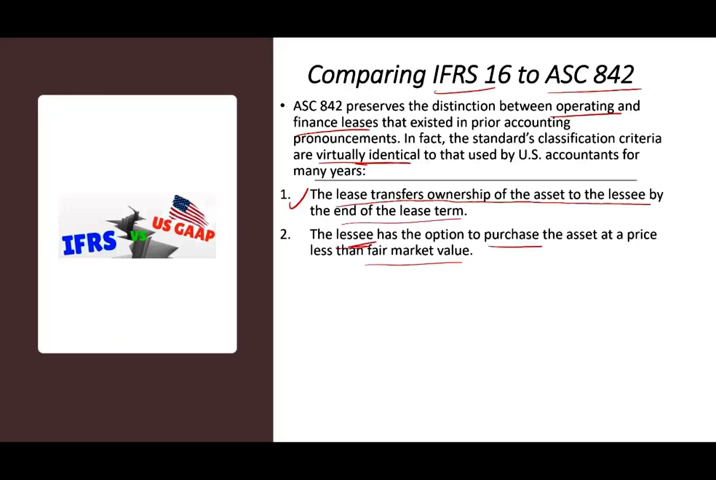 Comparing IFRS 16 to ASC 842
• ASC 842 preserves the distinction between operating and
finance leases that existed in prior accounting
pronouncements. In fact, the standard's classification criteria
are virtually identical to that used by U.S. accountants for
many years:
1. The lease transfers ownership of the asset to the lessee by
the end of the lease term.
2. The lessee has the option to purchase the asset at a price
less than fair market value.
IFRS vs US GAAP